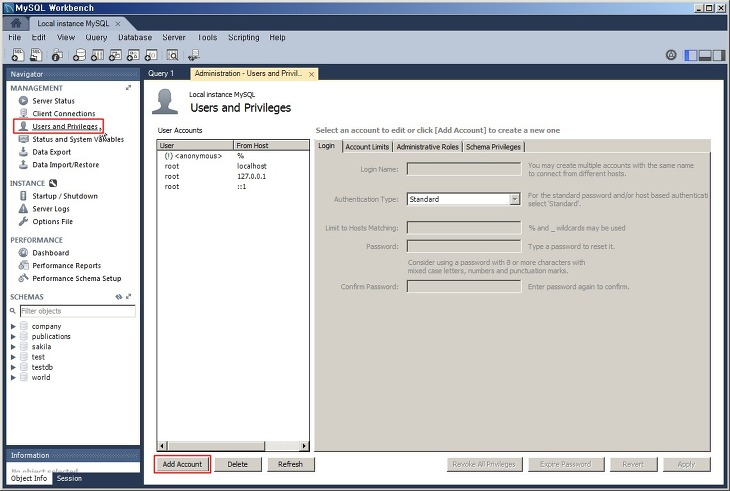 MySQL Workbench
Local instance MySQL
File Edit View Query Database Server Tools Scripting Help
Navigator
MANAGEMENT
Server Status
Client Connections
Users and Privileges
Status and System Variables
Data Export
Data Import/Restore
INSTANCE
Startup / Shutdown
Server Logs
Options File
PERFORMANCE
Dashboard
Performance Reports
Performance Schema Setup
SCHEMAS
Filter objects
company
publications
sakila
test
testdb
world
Information
No object selected
Object Info Session
Query 1 Administration - Users and Privil..
Local instance MySQL
Users and Privileges
User Accounts
User From Host
(!) <anonymous> %
root localhost
root 127.0.0.1
root ::1
Add Account Delete Refresh
Select an account to edit or click [Add Account] to create a new one
Login Account Limits Administrative Roles Schema Privileges
Login Name: You may create multiple accounts with the same name
to connect from different hosts.
Authentication Type: Standard For the standard password and/or host based authenticati
select 'Standard'.
Limit to Hosts Matching: % and _ wildcards may be used
Password: Type a password to reset it.
Consider using a password with 8 or more characters with
mixed case letters, numbers and punctuation marks.
Confirm Password: Enter password again to confirm.
Revoke All Privileges Expire Password Revert Apply